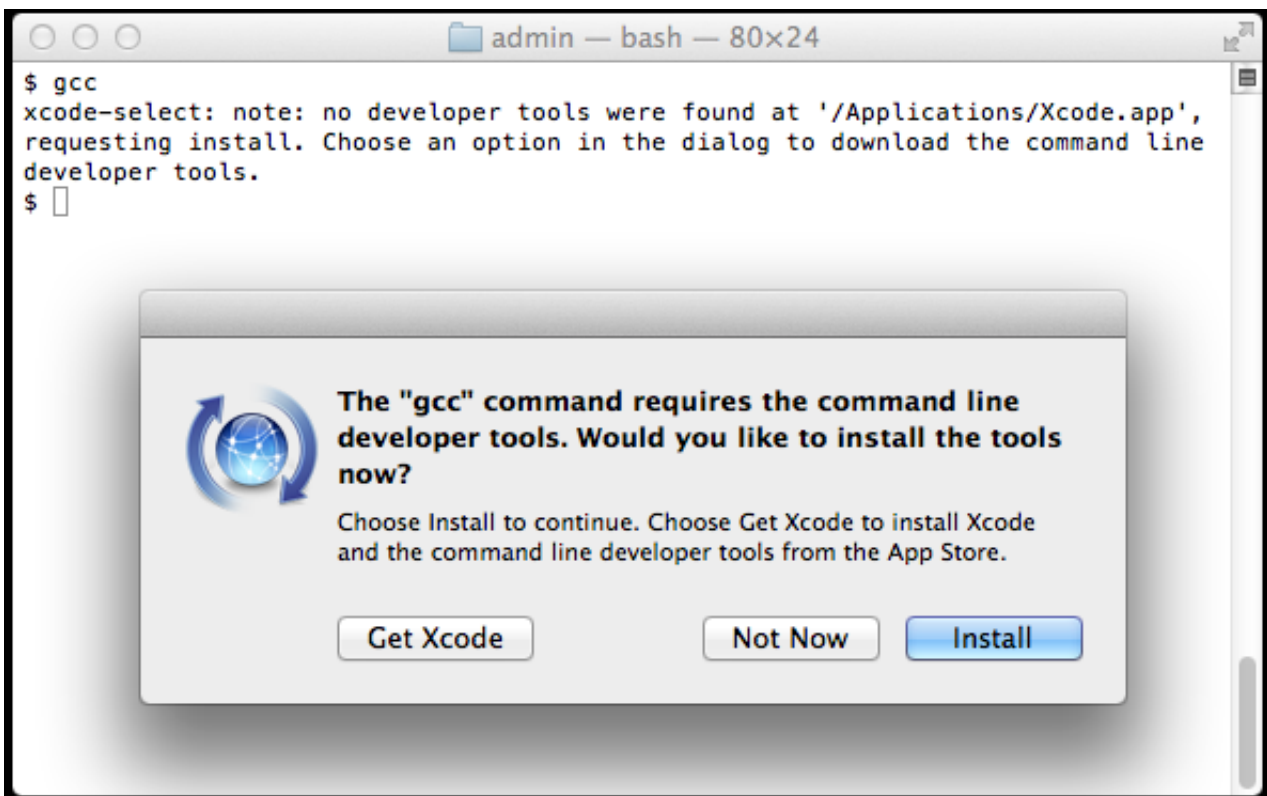 admin — bash — 80×24
$ gcc
xcode-select: note: no developer tools were found at '/Applications/Xcode.app',
requesting install. Choose an option in the dialog to download the command line
developer tools.
$
The "gcc" command requires the command line
developer tools. Would you like to install the tools
now?
Choose Install to continue. Choose Get Xcode to install Xcode
and the command line developer tools from the App Store.
Get Xcode Not Now Install